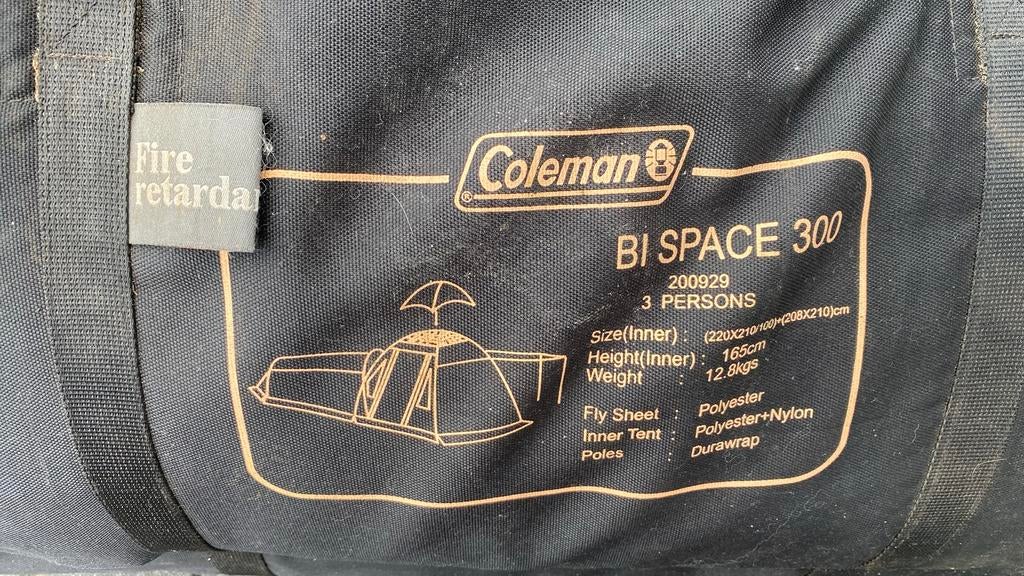 Fire
retarda
Coleman
®
BI SPACE 300
200929
3 PERSONS
Size(Inner) : (220X210/100)+(208X210)cm
Height(Inner) : 165cm
Weight : 12.8kgs
Fly Sheet : Polyester
Inner Tent : Polyester+Nylon
Poles : Durawrap